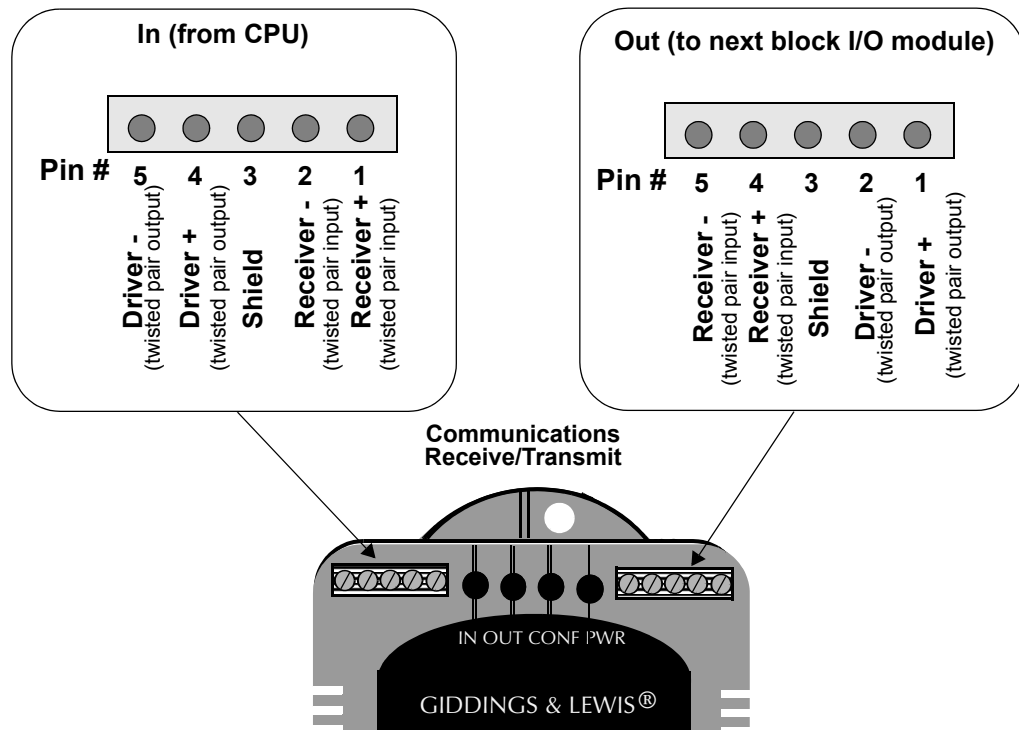 In (from CPU)
Pin # 5 4 3 2 1
Driver -
(twisted pair output)
Driver +
(twisted pair output)
Shield
Receiver -
(twisted pair input)
Receiver +
(twisted pair input)
Out (to next block I/O module)
Pin # 5 4 3 2 1
Receiver -
(twisted pair input)
Receiver +
(twisted pair input)
Shield
Driver -
(twisted pair output)
Driver +
(twisted pair output)
Communications
Receive/Transmit
IN OUT CONF PWR
GIDDINGS & LEWIS®